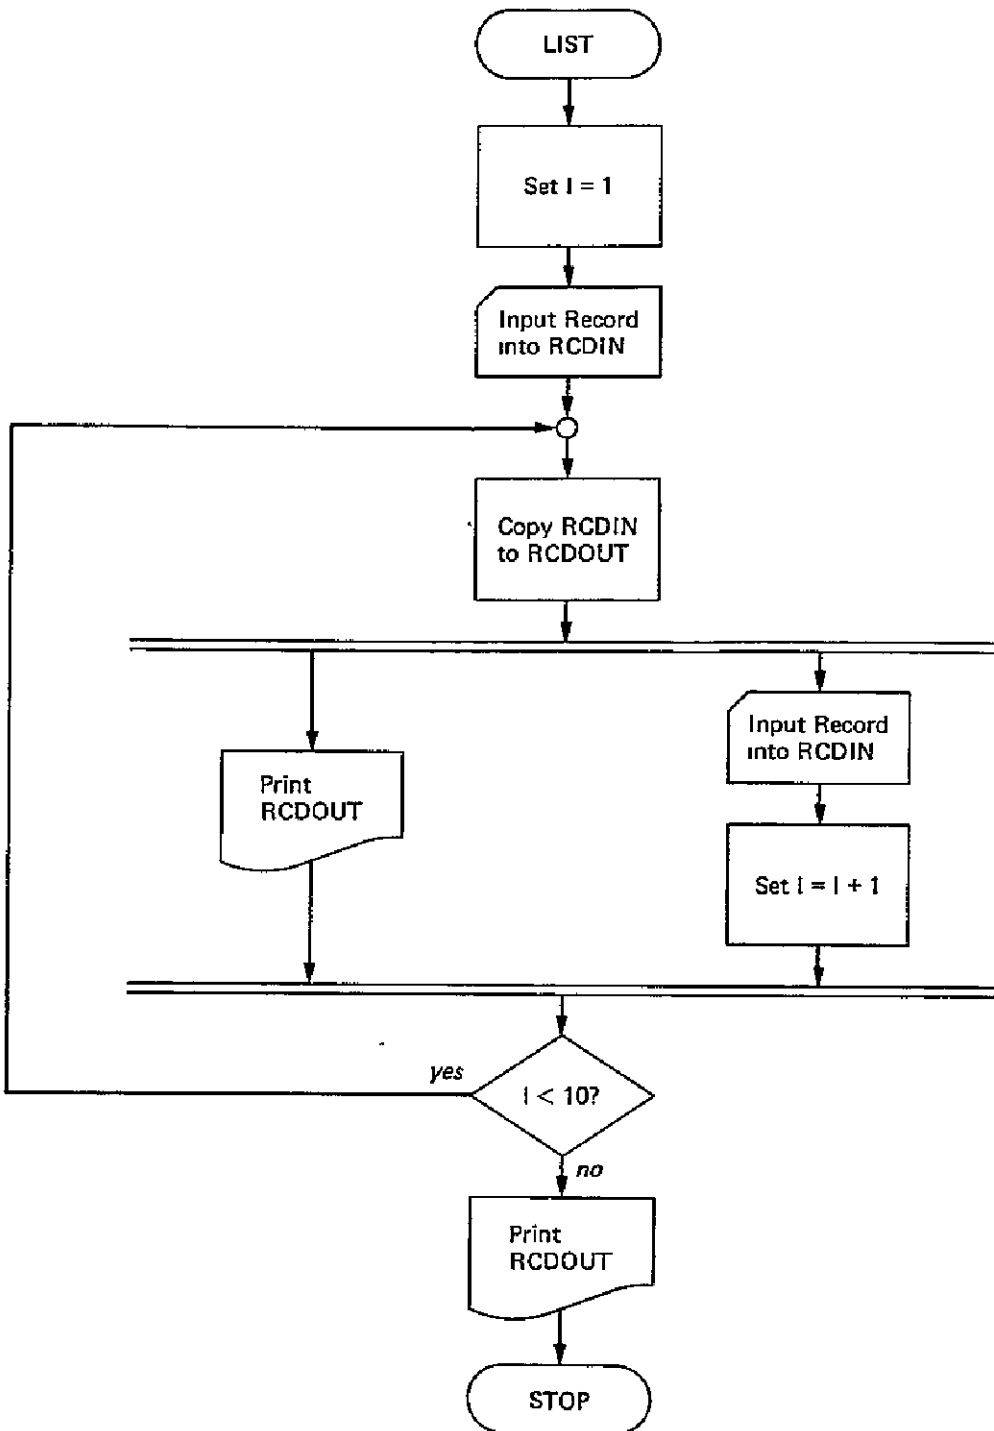 LIST
Set I = 1
Input Record
into RCDIN
Copy RCDIN
to RCDOUT
Print
RCDOUT
Input Record
into RCDIN
Set I = I + 1
yes
I < 10?
no
Print
RCDOUT
STOP